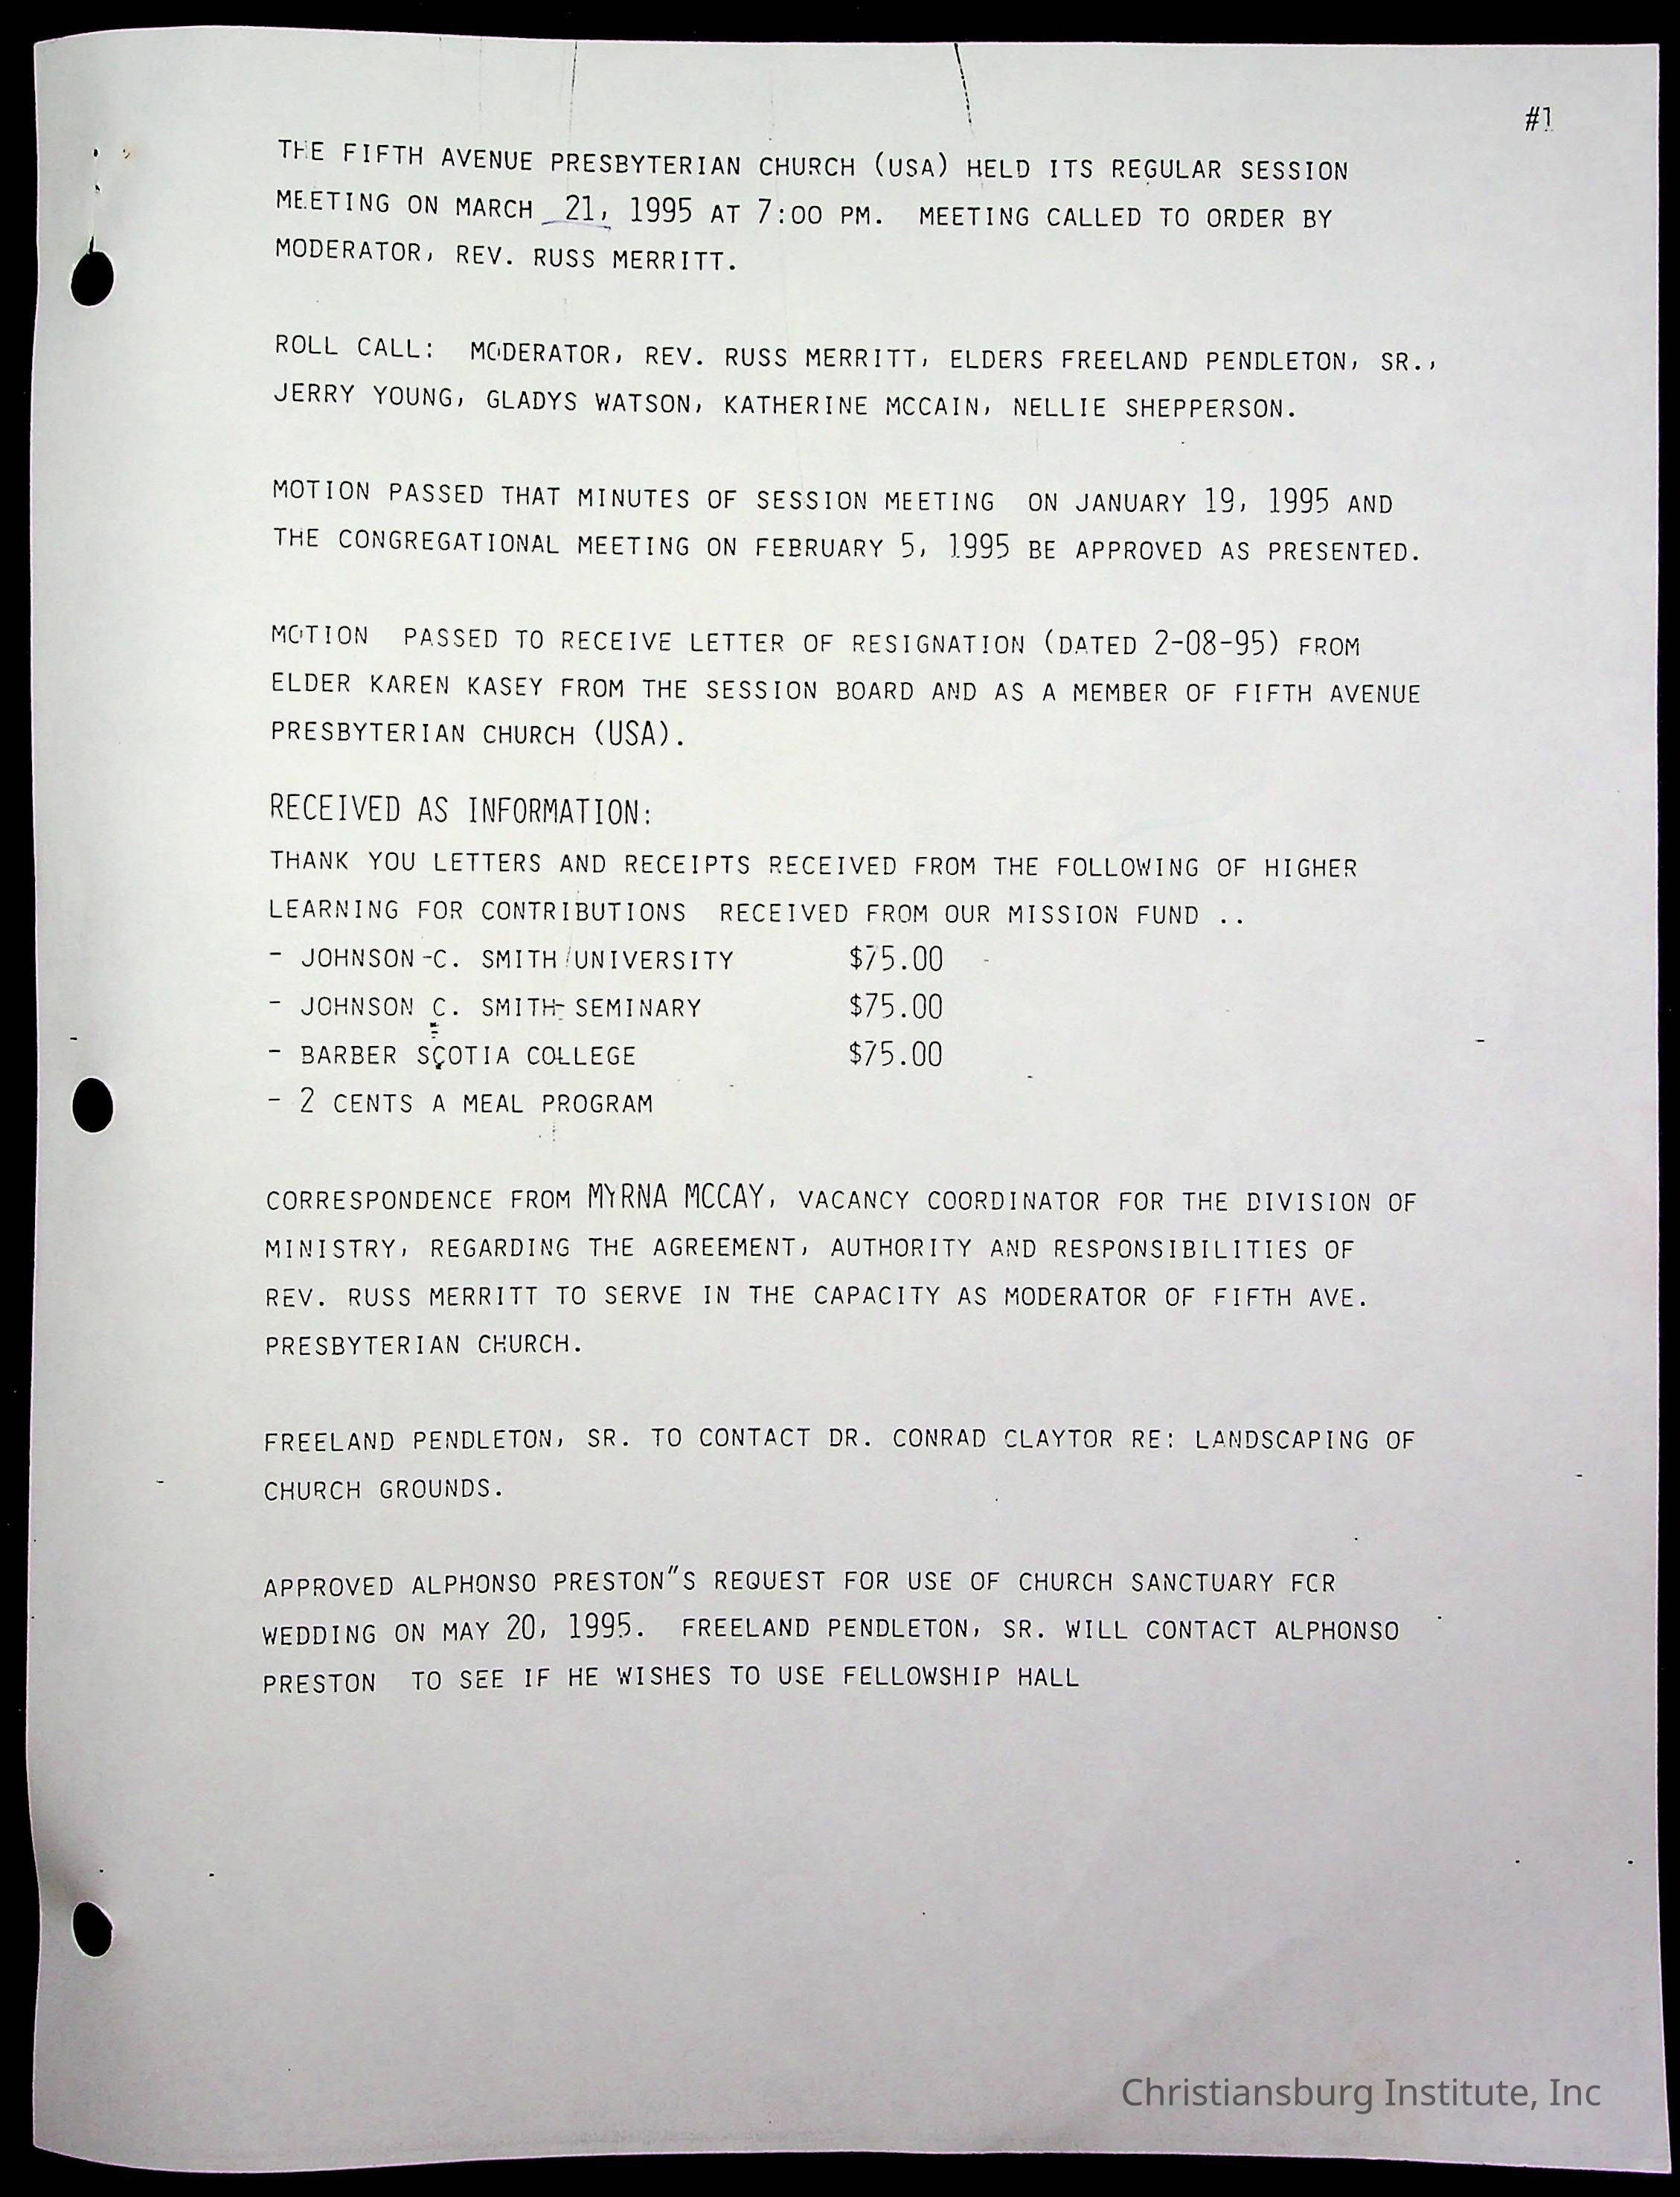 #1
THE FIFTH AVENUE PRESBYTERIAN CHURCH (USA) HELD ITS REGULAR SESSION
MEETING ON MARCH 21, 1995 AT 7:00 PM. MEETING CALLED TO ORDER BY
MODERATOR, REV. RUSS MERRITT.
ROLL CALL: MODERATOR, REV. RUSS MERRITT, ELDERS FREELAND PENDLETON, SR.,
JERRY YOUNG, GLADYS WATSON, KATHERINE MCCAIN, NELLIE SHEPPERSON.
MOTION PASSED THAT MINUTES OF SESSION MEETING ON JANUARY 19, 1995 AND
THE CONGREGATIONAL MEETING ON FEBRUARY 5, 1995 BE APPROVED AS PRESENTED.
MOTION PASSED TO RECEIVE LETTER OF RESIGNATION (DATED 2-08-95) FROM
ELDER KAREN KASEY FROM THE SESSION BOARD AND AS A MEMBER OF FIFTH AVENUE
PRESBYTERIAN CHURCH (USA).
RECEIVED AS INFORMATION:
THANK YOU LETTERS AND RECEIPTS RECEIVED FROM THE FOLLOWING OF HIGHER
LEARNING FOR CONTRIBUTIONS RECEIVED FROM OUR MISSION FUND ..
- JOHNSON C. SMITH UNIVERSITY $75.00
- JOHNSON C. SMITH SEMINARY $75.00
- BARBER SCOTIA COLLEGE $75.00
- 2 CENTS A MEAL PROGRAM
CORRESPONDENCE FROM MYRNA MCCAY, VACANCY COORDINATOR FOR THE DIVISION OF
MINISTRY, REGARDING THE AGREEMENT, AUTHORITY AND RESPONSIBILITIES OF
REV. RUSS MERRITT TO SERVE IN THE CAPACITY AS MODERATOR OF FIFTH AVE.
PRESBYTERIAN CHURCH.
FREELAND PENDLETON, SR. TO CONTACT DR. CONRAD CLAYTOR RE: LANDSCAPING OF
CHURCH GROUNDS.
APPROVED ALPHONSO PRESTON"S REQUEST FOR USE OF CHURCH SANCTUARY FOR
WEDDING ON MAY 20, 1995. FREELAND PENDLETON, SR. WILL CONTACT ALPHONSO
PRESTON TO SEE IF HE WISHES TO USE FELLOWSHIP HALL
Christiansburg Institute, Inc